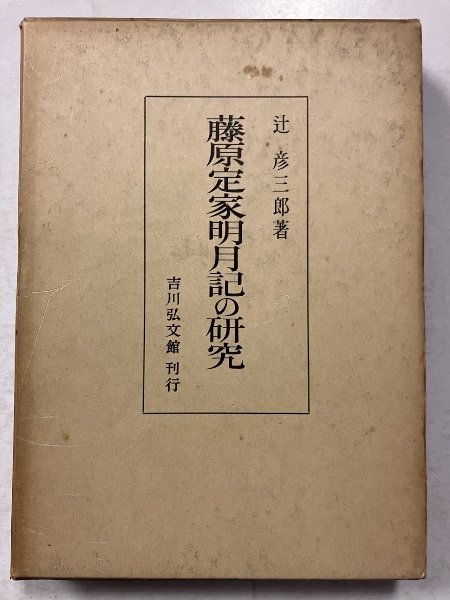 辻 彦三郎著
藤原定家明月記の研究
吉川弘文館 刊行